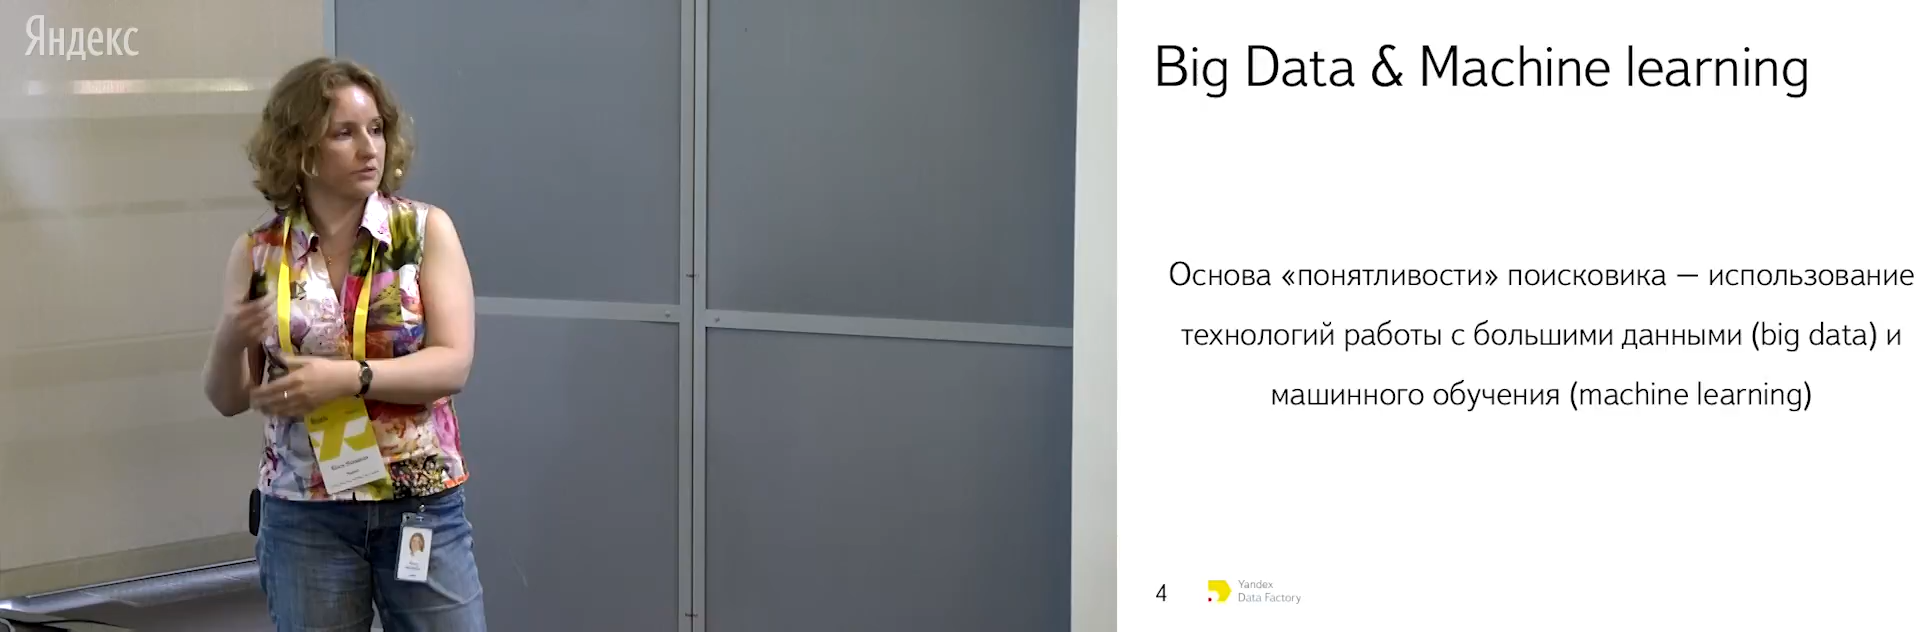 Яндекс
Big Data & Machine learning
Основа «понятливости» поисковика — использование
технологий работы с большими данными (big data) и
машинного обучения (machine learning)
4
Yandex
Data Factory